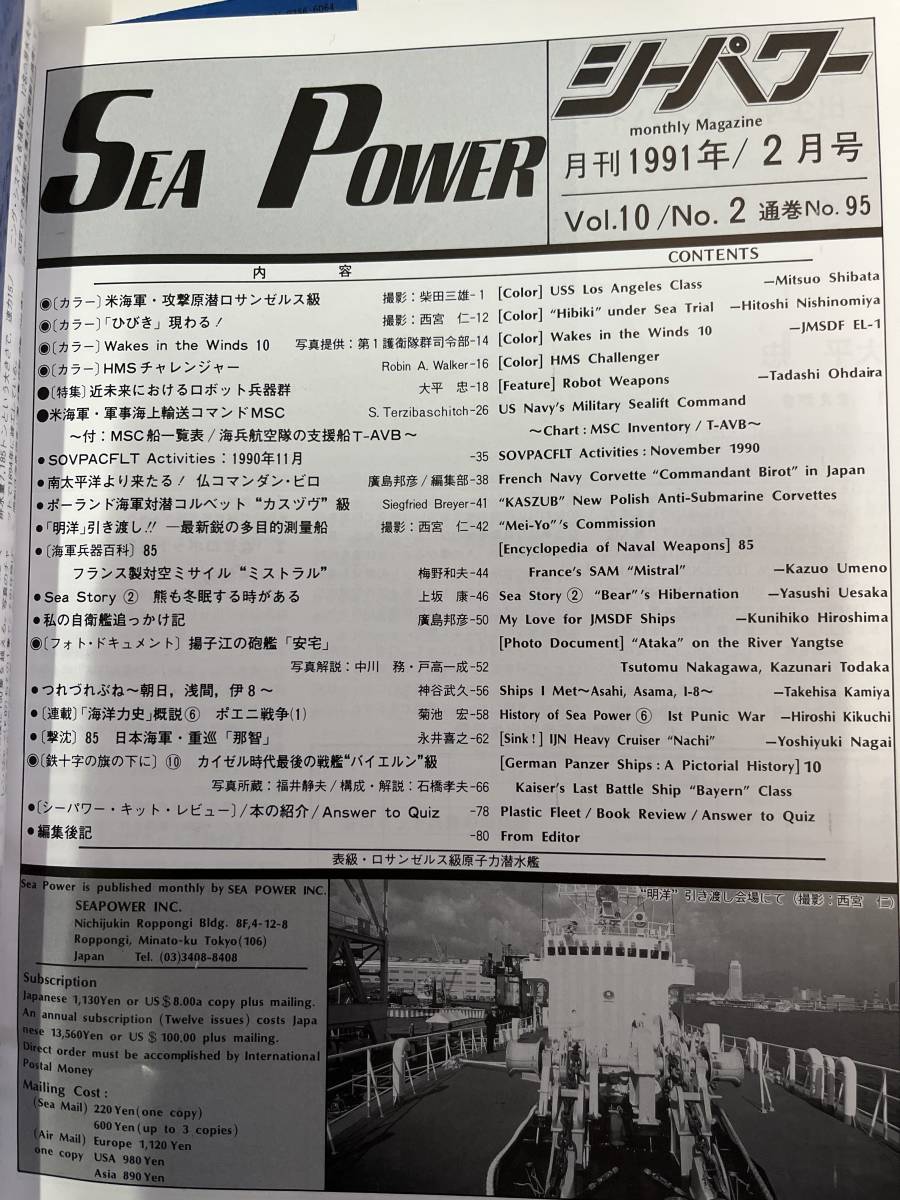 SEA POWER
シーパワー
monthly Magazine
月刊1991年/2月号
Vol.10/No.2 通巻No.95
内 容
CONTENTS
◉〔カラー〕米海軍・攻撃原潜ロサンゼルス級 撮影：柴田三雄-1 [Color] USS Los Angeles Class —Mitsuo Shibata
◉〔カラー〕「ひびき」現わる！ 撮影：西宮 仁-12 [Color] “Hibiki” under Sea Trial —Hitoshi Nishinomiya
◉〔カラー〕Wakes in the Winds 10 写真提供：第1護衛隊群司令部-14 [Color] Wakes in the Winds 10 —JMSDF EL-1
◉〔カラー〕HMSチャレンジャー Robin A. Walker-16 [Color] HMS Challenger
●〔特集〕近未来におけるロボット兵器群 大平 忠-18 [Feature] Robot Weapons —Tadashi Ohdaira
●米海軍・軍事海上輸送コマンドMSC S. Terzibaschitch-26 US Navy's Military Sealift Command
～付：MSC船一覧表/海兵航空隊の支援船T-AVB～ ～Chart：MSC Inventory / T-AVB～
●SOVPACFLT Activities：1990年11月 -35 SOVPACFLT Activities：November 1990
●南太平洋より来たる！ 仏コマンダン・ビロ 廣島邦彦/編集部-38 French Navy Corvette “Commandant Birot” in Japan
●ポーランド海軍対潜コルベット“カスヅヴ”級 Siegfried Breyer-41 “KASZUB” New Polish Anti-Submarine Corvettes
●「明洋」引き渡し!! —最新鋭の多目的測量船 撮影：西宮 仁-42 “Mei-Yo”'s Commission
●〔海軍兵器百科〕85 [Encyclopedia of Naval Weapons] 85
フランス製対空ミサイル“ミストラル” 梅野和夫-44 France's SAM “Mistral” —Kazuo Umeno
●Sea Story ② 熊も冬眠する時がある 上坂 康-46 Sea Story ② “Bear”'s Hibernation —Yasushi Uesaka
●私の自衛艦追っかけ記 廣島邦彦-50 My Love for JMSDF Ships —Kunihiko Hiroshima
◉〔フォト・ドキュメント〕揚子江の砲艦「安宅」 [Photo Document] “Ataka” on the River Yangtse
写真解説：中川 務・戸高一成-52 Tsutomu Nakagawa, Kazunari Todaka
●つれづれぶね～朝日，浅間，伊8～ 神谷武久-56 Ships I Met～Asahi, Asama, I-8～ —Takehisa Kamiya
●〔連載〕「海洋力史」概説⑥ ポエニ戦争(1) 菊池 宏-58 History of Sea Power ⑥ Ist Punic War —Hiroshi Kikuchi
●〔撃沈〕85 日本海軍・重巡「那智」 永井喜之-62 [Sink!] IJN Heavy Cruiser “Nachi” —Yoshiyuki Nagai
◉〔鉄十字の旗の下に〕⑩ カイゼル時代最後の戦艦“バイエルン”級 [German Panzer Ships：A Pictorial History] 10
写真所蔵：福井静夫/構成・解説：石橋孝夫-66 Kaiser's Last Battle Ship “Bayern” Class
●〔シーパワー・キット・レビュー〕/本の紹介/Answer to Quiz -78 Plastic Fleet / Book Review / Answer to Quiz
●編集後記 -80 From Editor
表級・ロサンゼルス級原子力潜水艦
Sea Power is published monthly by SEA POWER INC.
SEAPOWER INC.
Nichijukin Roppongi Bldg. 8F,4-12-8
Roppongi, Minato-ku Tokyo(106)
Japan Tel. (03)3408-8408
Subscription
Japanese 1,130Yen or US$8.00a copy plus mailing.
An annual subscription (Twelve issues) costs Japa
nese 13,560Yen or US$100.00 plus mailing.
Direct order must be accomplished by International
Postal Money
Mailing Cost：
(Sea Mail) 220Yen(one copy)
600Yen(up to 3 copies)
(Air Mail) Europe 1,120Yen
one copy USA 980Yen
Asia 890Yen
“明洋”引き渡し会場にて（撮影：西宮 仁）